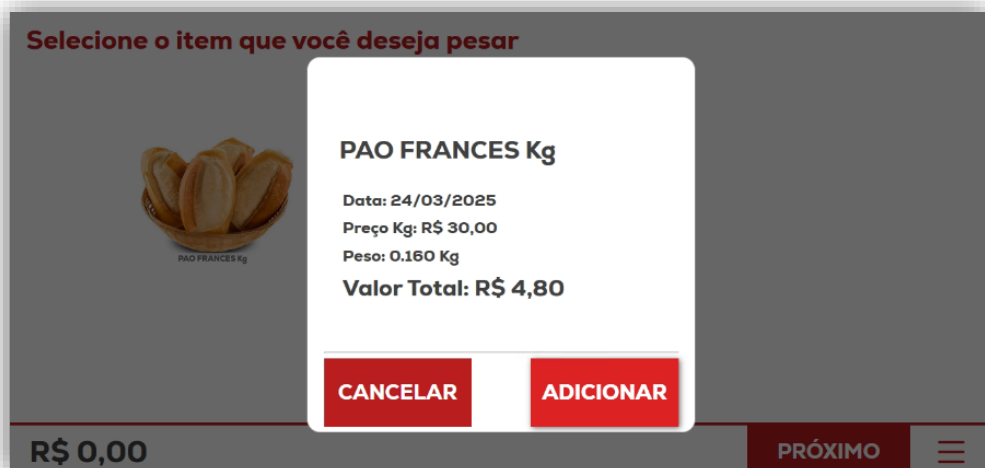 Selecione o item que você deseja pesar
PAO FRANCES Kg
PAO FRANCES Kg
Data: 24/03/2025
Preço Kg: R$ 30,00
Peso: 0.160 Kg
Valor Total: R$ 4,80
CANCELAR
ADICIONAR
R$ 0,00
PRÓXIMO